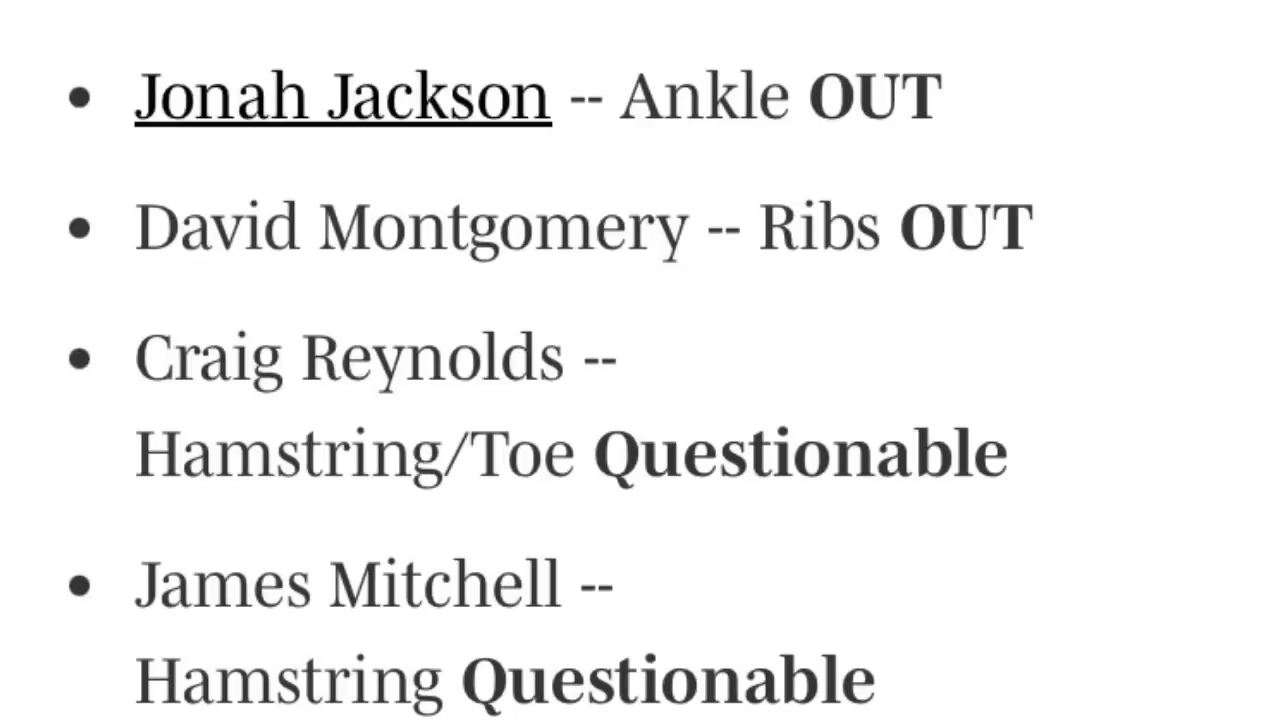 • Jonah Jackson -- Ankle OUT
• David Montgomery -- Ribs OUT
• Craig Reynolds --
Hamstring/Toe Questionable
• James Mitchell --
Hamstring Questionable